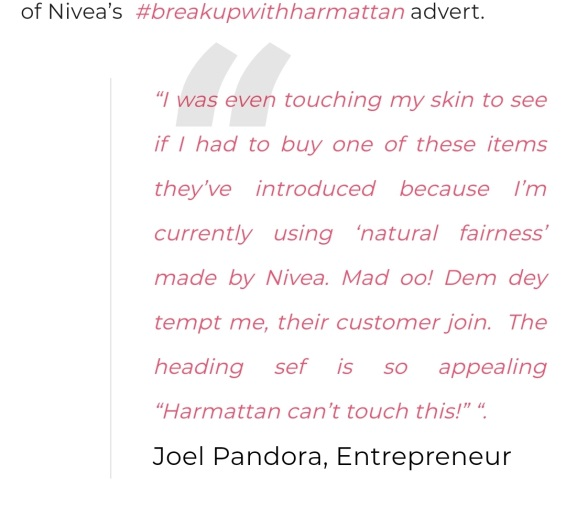 of Nivea’s #breakupwithharmattan advert.
“I was even touching my skin to see
if I had to buy one of these items
they’ve introduced because I’m
currently using ‘natural fairness’
made by Nivea. Mad oo! Dem dey
tempt me, their customer join. The
heading sef is so appealing
“Harmattan can’t touch this!” “.
Joel Pandora, Entrepreneur